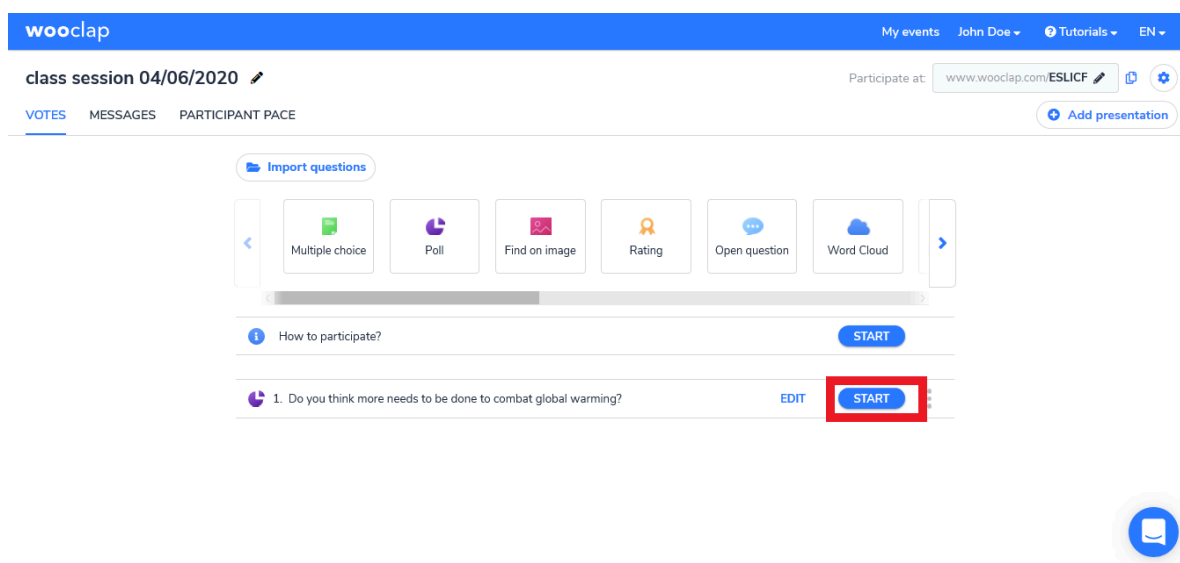 wooclap My events John Doe Tutorials EN
class session 04/06/2020 Participate at: www.wooclap.com/ESLICF
VOTES MESSAGES PARTICIPANT PACE Add presentation
Import questions
Multiple choice Poll Find on image Rating Open question Word Cloud
How to participate? START
1. Do you think more needs to be done to combat global warming? EDIT START